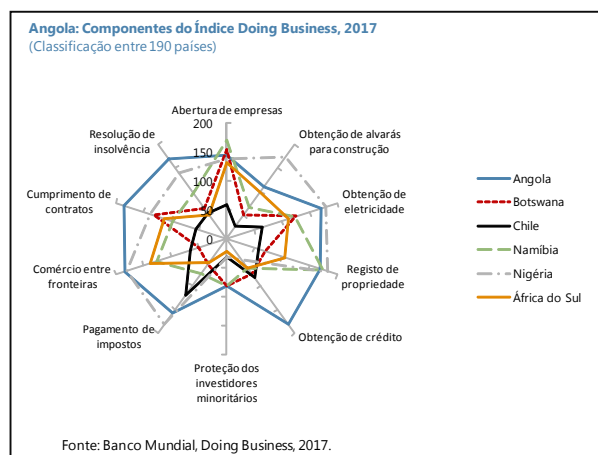 Angola: Componentes do Índice Doing Business, 2017
(Classificação entre 190 países)
Abertura de empresas
200
150
100
50
0
Obtenção de alvarás
para construção
Obtenção de
eletricidade
Registo de
propriedade
Obtenção de crédito
Proteção dos
investidores
minoritários
Pagamento de
impostos
Comércio entre
fronteiras
Cumprimento de
contratos
Resolução de
insolvência
Angola
Botswana
Chile
Namíbia
Nigéria
África do Sul
Fonte: Banco Mundial, Doing Business, 2017.